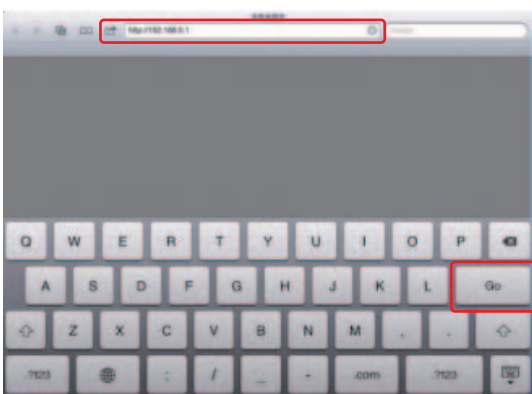 http://192.168.0.1
Q W E R T Y U I O P
A S D F G H J K L Go
Z X C V B N M , .
.?123 : / _ - .com .?123